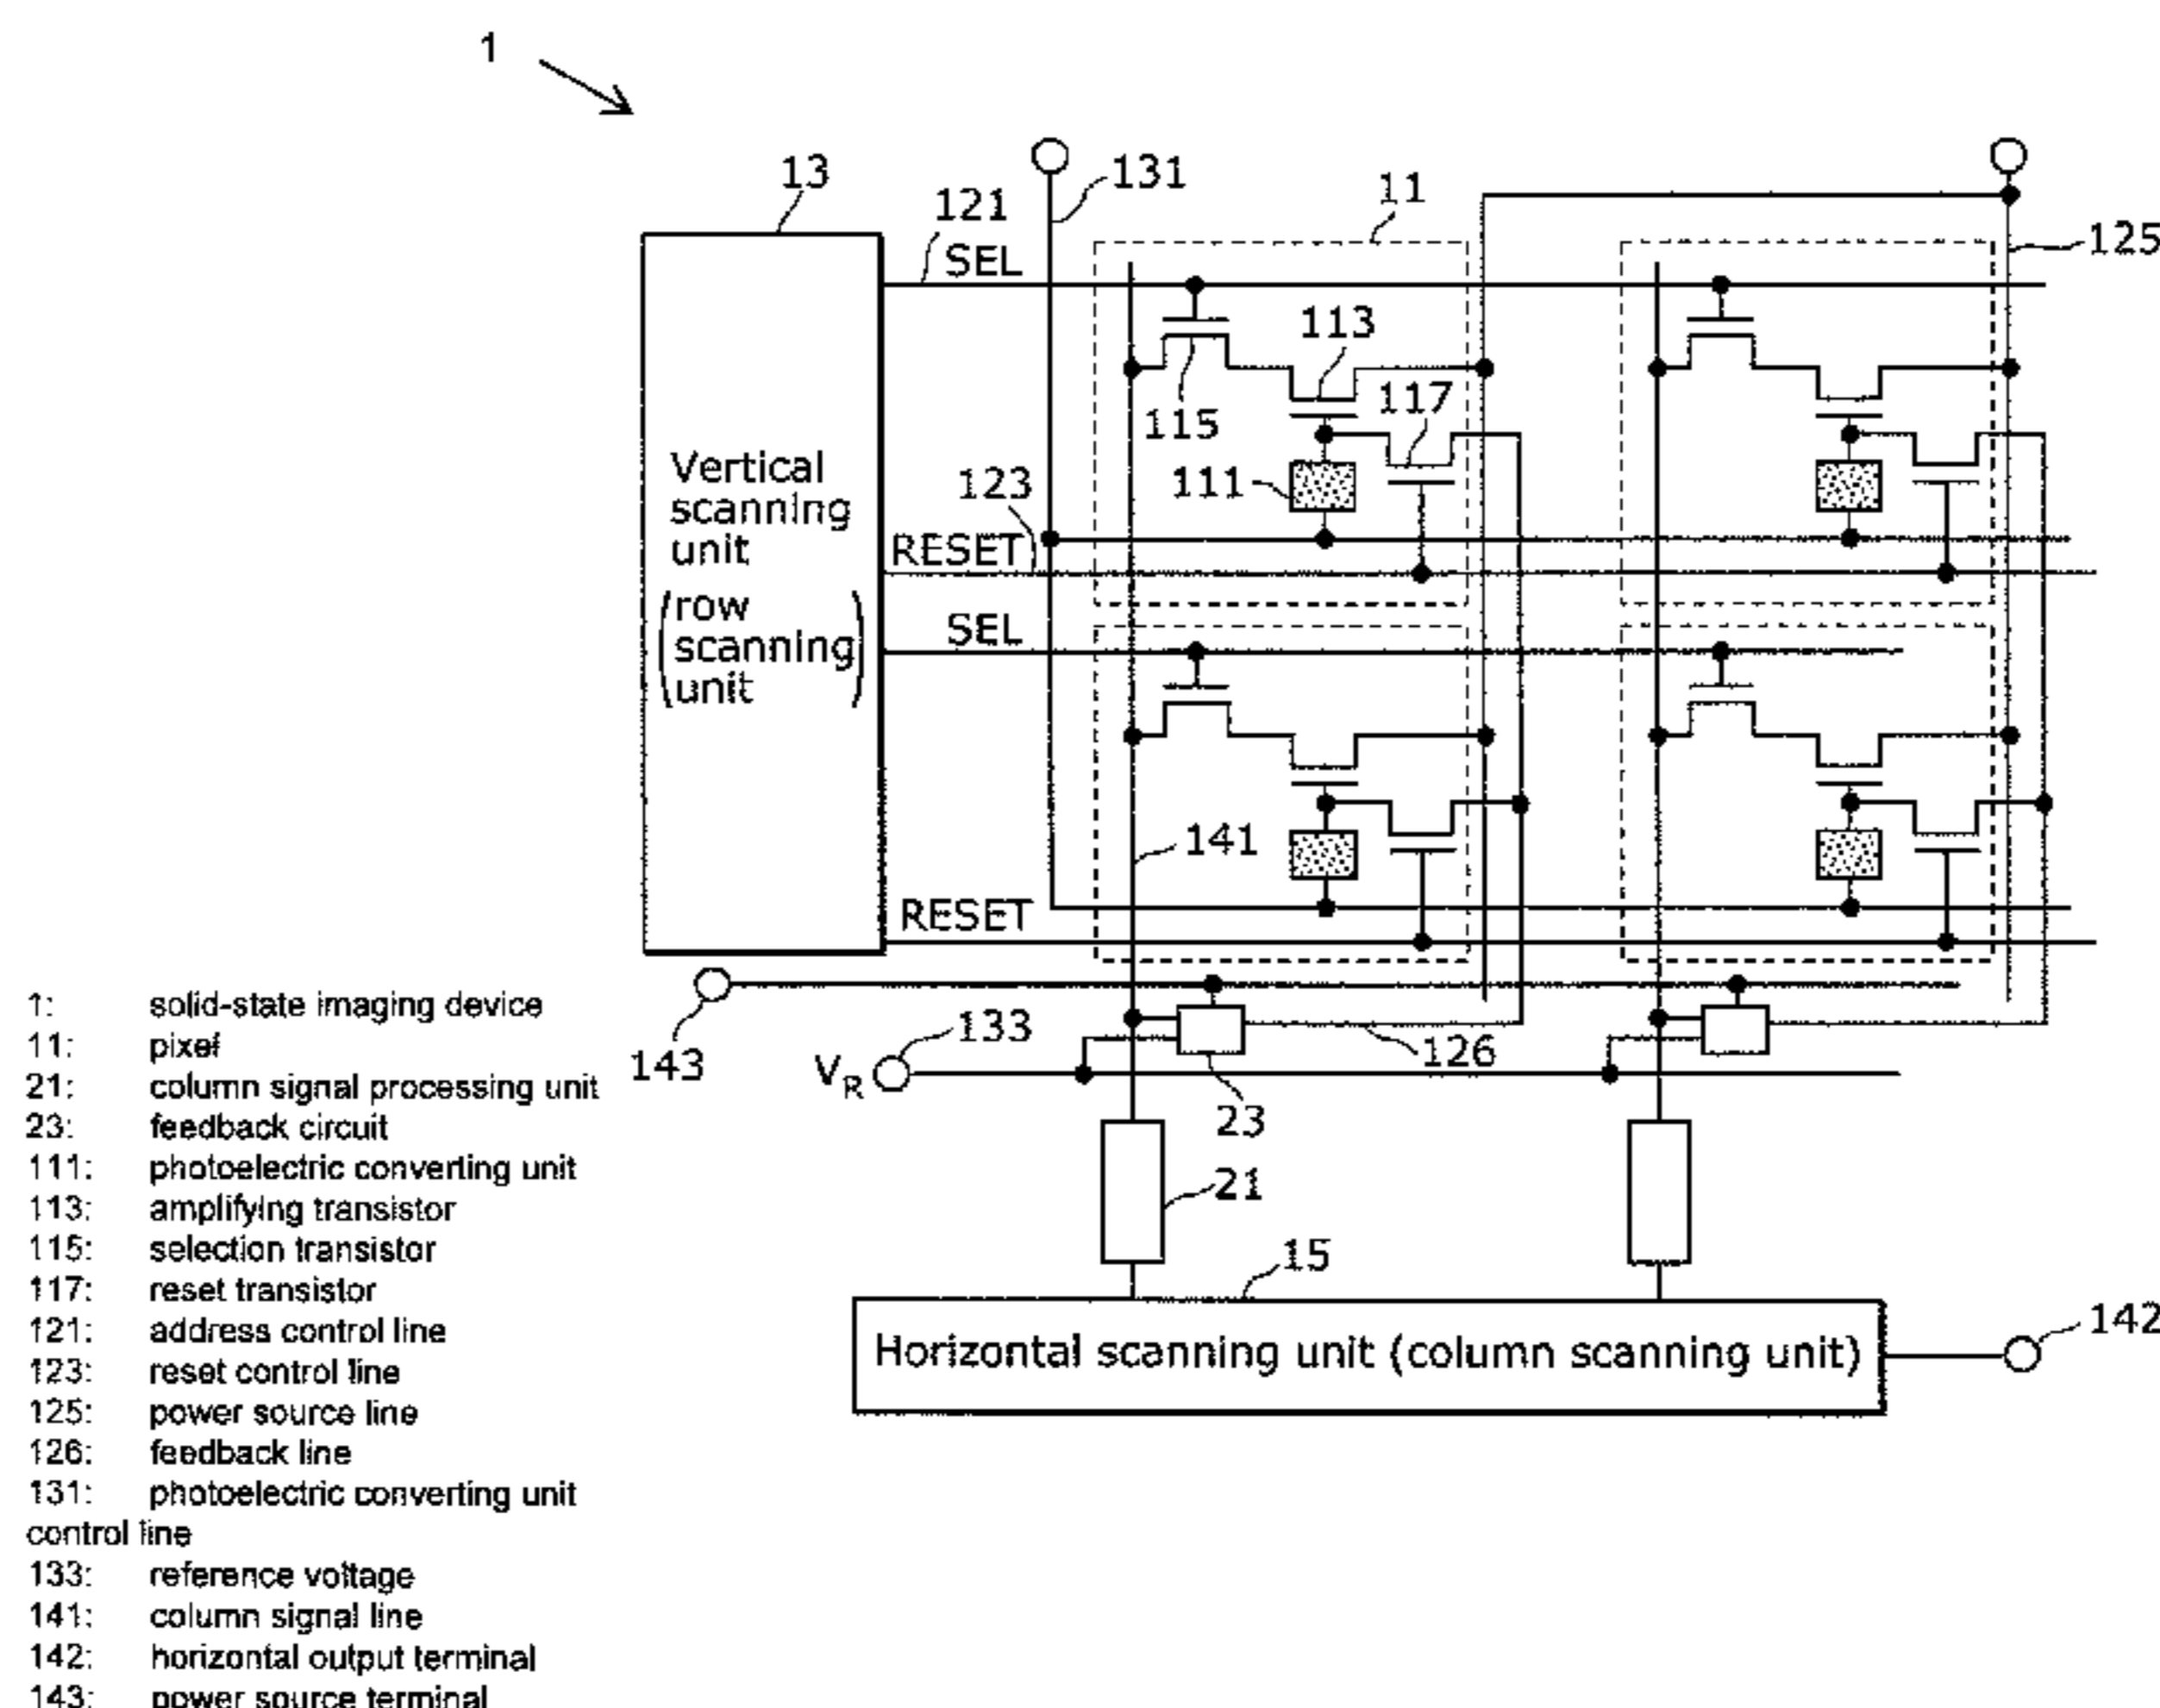 1
13
131
11
121
SEL
125
113
115
117
Vertical
scanning
unit
(row
scanning
unit)
111
123
RESET
SEL
141
RESET
143
133
VR
126
23
21
15
Horizontal scanning unit (column scanning unit)
142
1: solid-state imaging device
11: pixel
21: column signal processing unit
23: feedback circuit
111: photoelectric converting unit
113: amplifying transistor
115: selection transistor
117: reset transistor
121: address control line
123: reset control line
125: power source line
126: feedback line
131: photoelectric converting unit
control line
133: reference voltage
141: column signal line
142: horizontal output terminal
143: power source terminal